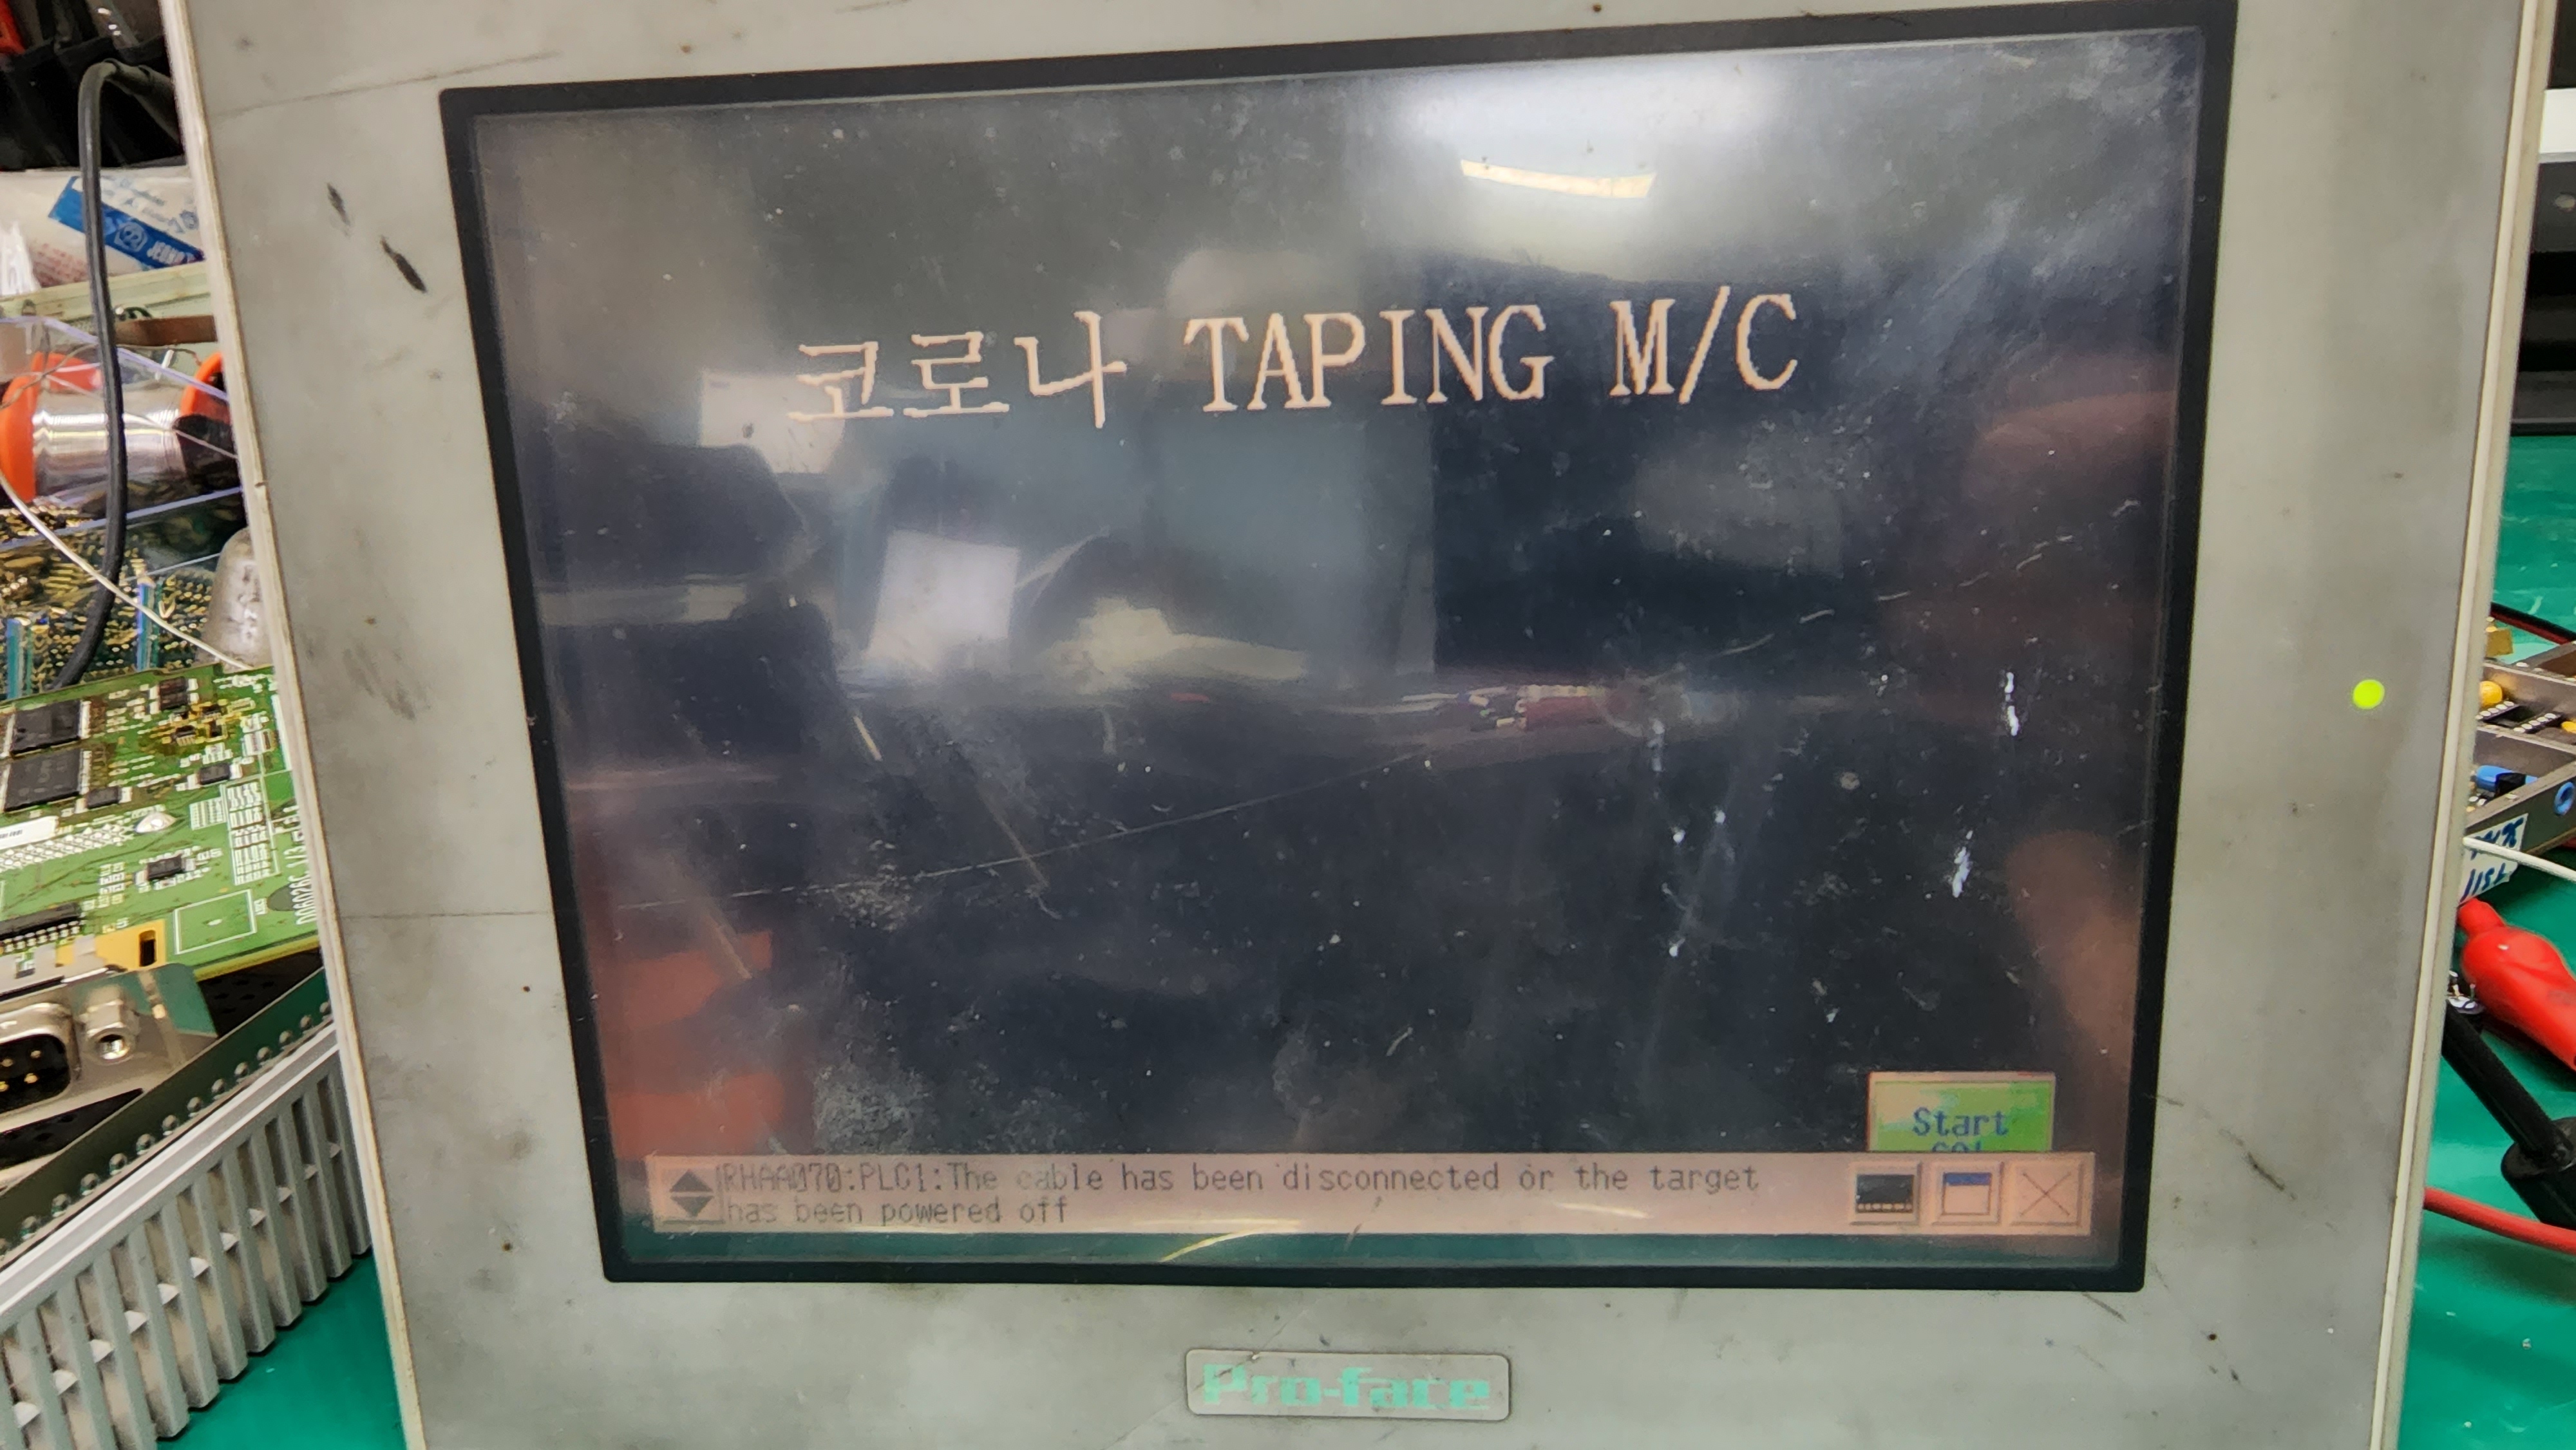 코로나 TAPING M/C
Start
GO!
RHAA070:PLC1:The cable has been disconnected or the target
has been powered off
Pro-face